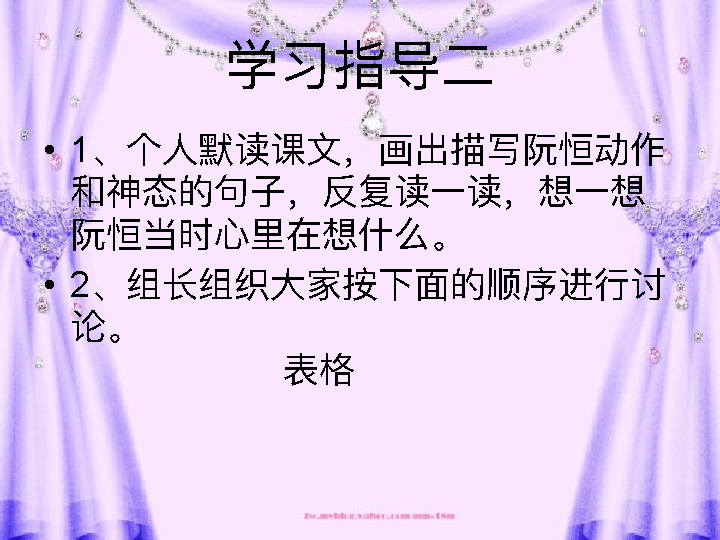 学习指导二
• 1、个人默读课文，画出描写阮恒动作
和神态的句子，反复读一读，想一想
阮恒当时心里在想什么。
• 2、组长组织大家按下面的顺序进行讨
论。
表格